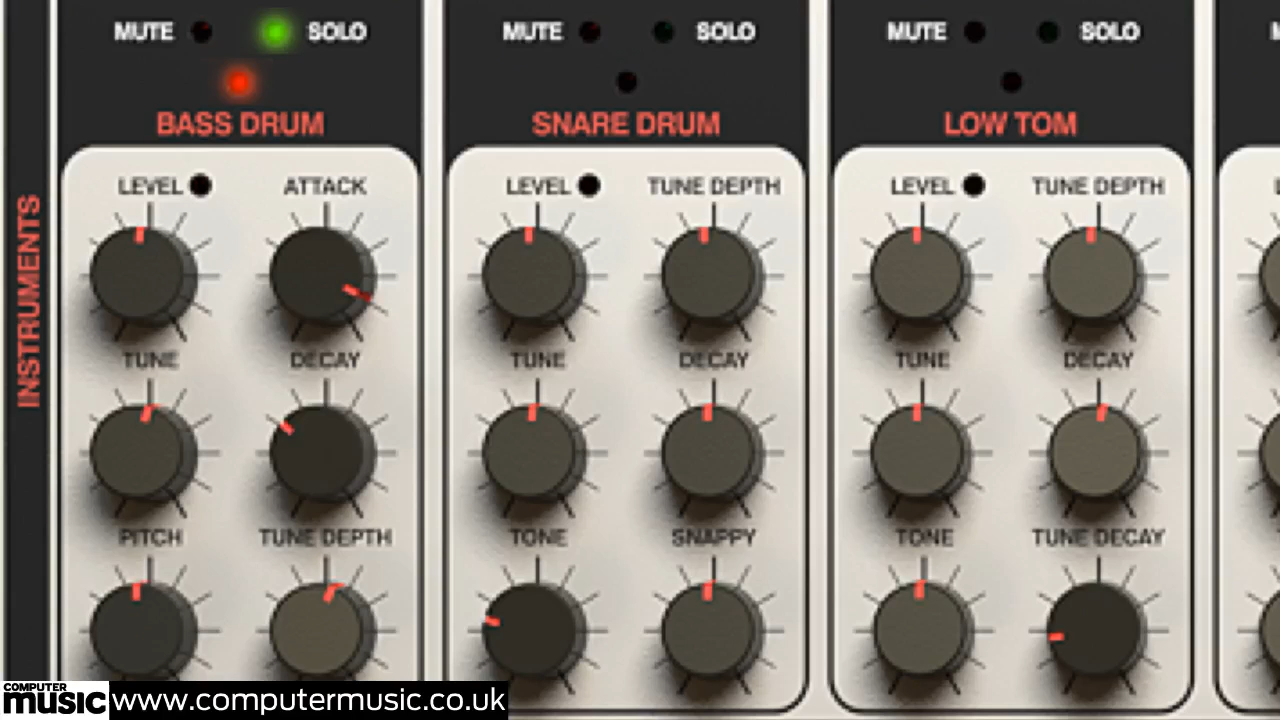 MUTE SOLO
BASS DRUM
LEVEL ATTACK
TUNE DECAY
PITCH TUNE DEPTH
MUTE SOLO
SNARE DRUM
LEVEL TUNE DEPTH
TUNE DECAY
TONE SNAPPY
MUTE SOLO
LOW TOM
LEVEL TUNE DEPTH
TUNE DECAY
TONE TUNE DECAY
INSTRUMENTS
COMPUTER
music www.computermusic.co.uk